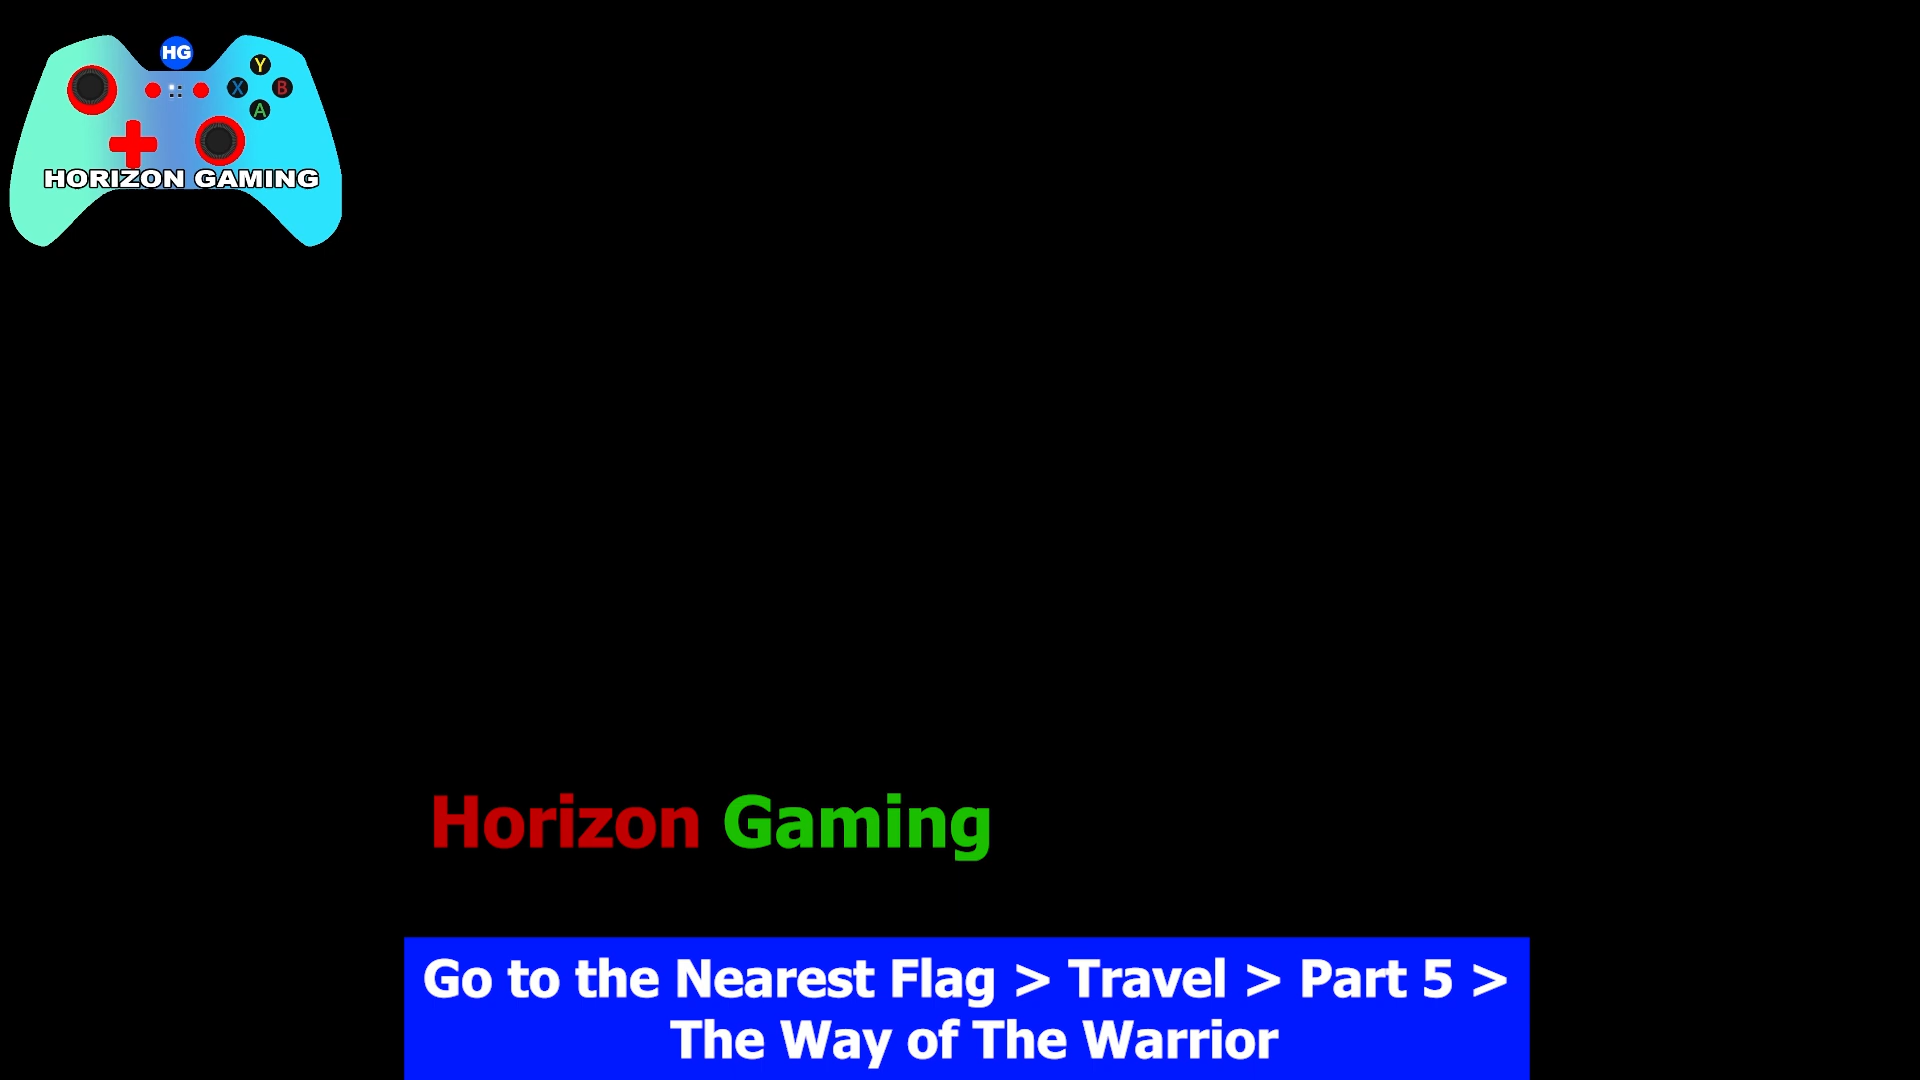 HG
Y
X B
A
HORIZON GAMING
Horizon Gaming
Go to the Nearest Flag > Travel > Part 5 >
The Way of The Warrior